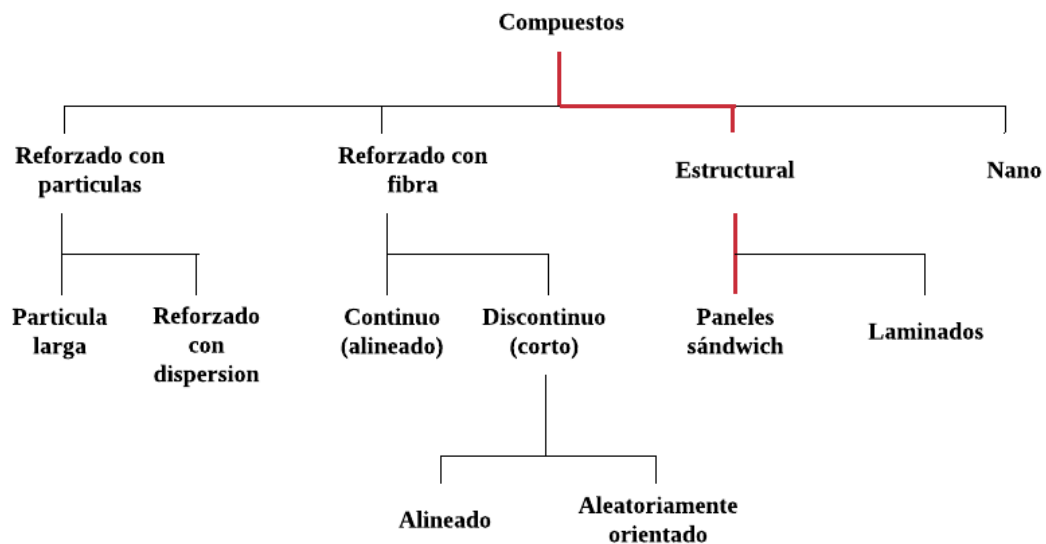 Compuestos
Reforzado con
particulas
Reforzado con
fibra
Estructural
Nano
Particula
larga
Reforzado
con
dispersion
Continuo
(alineado)
Discontinuo
(corto)
Paneles
sándwich
Laminados
Alineado
Aleatoriamente
orientado